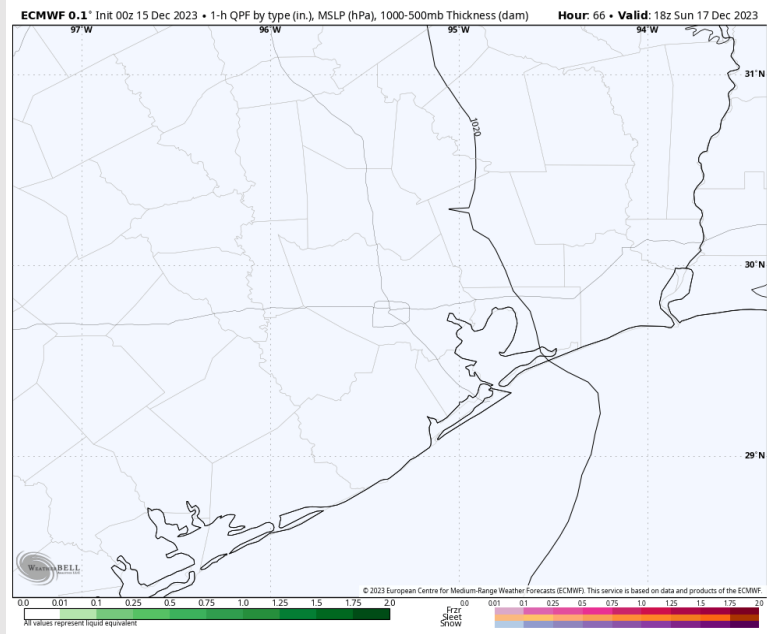 ECMWF 0.1° Init 00z 15 Dec 2023 • 1-h QPF by type (in.), MSLP (hPa), 1000-500mb Thickness (dam) Hour: 66 • Valid: 18z Sun 17 Dec 2023
97°W 96°W 95°W 94°W
31°N
1020
30°N
29°N
WeatherBELL
© 2023 European Centre for Medium-Range Weather Forecasts (ECMWF). This service is based on data and products of the ECMWF.
0.0 0.01 0.1 0.25 0.5 0.75 1.0 1.25 1.5 1.75 2.0 0.0 0.01 0.1 0.25 0.5 0.75 1.0 1.25 1.5 1.75 2.0
Frzr
Sleet
Snow
All values represent liquid equivalent